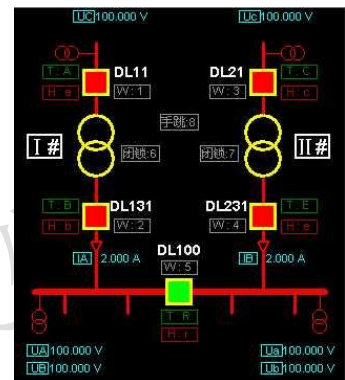 UC 100.000 V Uc 100.000 V
T:A DL11 DL21 T:C
H:a W:1 W:3 H:c
手跳:8
I# 闭锁:6 闭锁:7 II#
T:B DL131 DL231 T:E
H:b W:2 W:4 H:e
IA 2.000 A DL100 IB 2.000 A
W:5
T:R
UA 100.000 V Ua 100.000 V
UB 100.000 V Ub 100.000 V